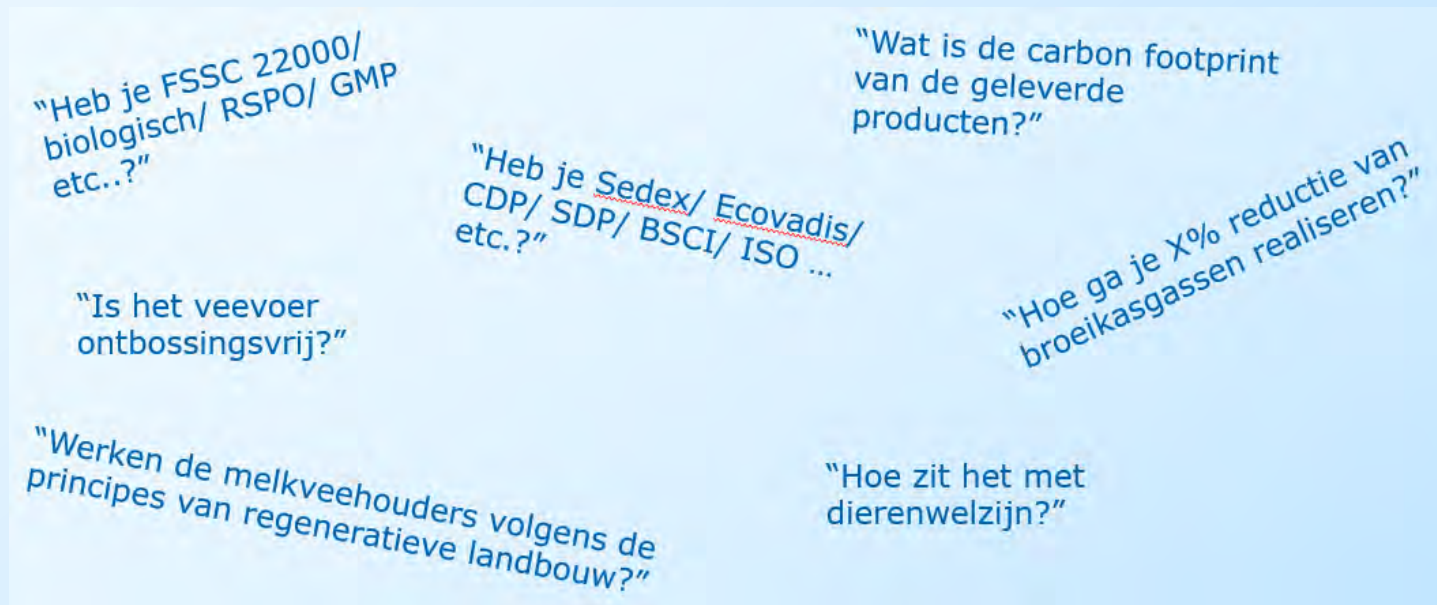 “Heb je FSSC 22000/
biologisch/ RSPO/ GMP
etc..?”
“Wat is de carbon footprint
van de geleverde
producten?”
“Heb je Sedex/ Ecovadis/
CDP/ SDP/ BSCI/ ISO ...
etc.?”
“Hoe ga je X% reductie van
broeikasgassen realiseren?”
“Is het veevoer
ontbossingsvrij?”
“Werken de melkveehouders volgens de
principes van regeneratieve landbouw?”
“Hoe zit het met
dierenwelzijn?”